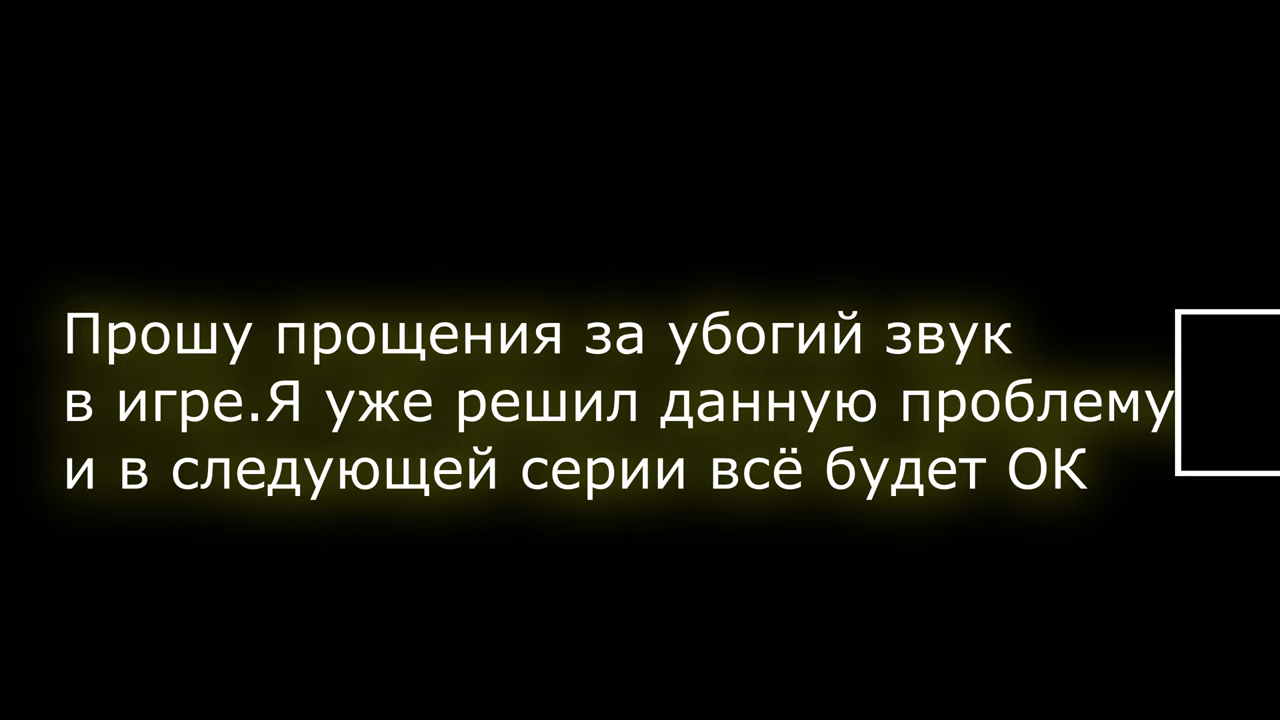 Прошу прощения за убогий звук
в игре.Я уже решил данную проблему
и в следующей серии всё будет ОК